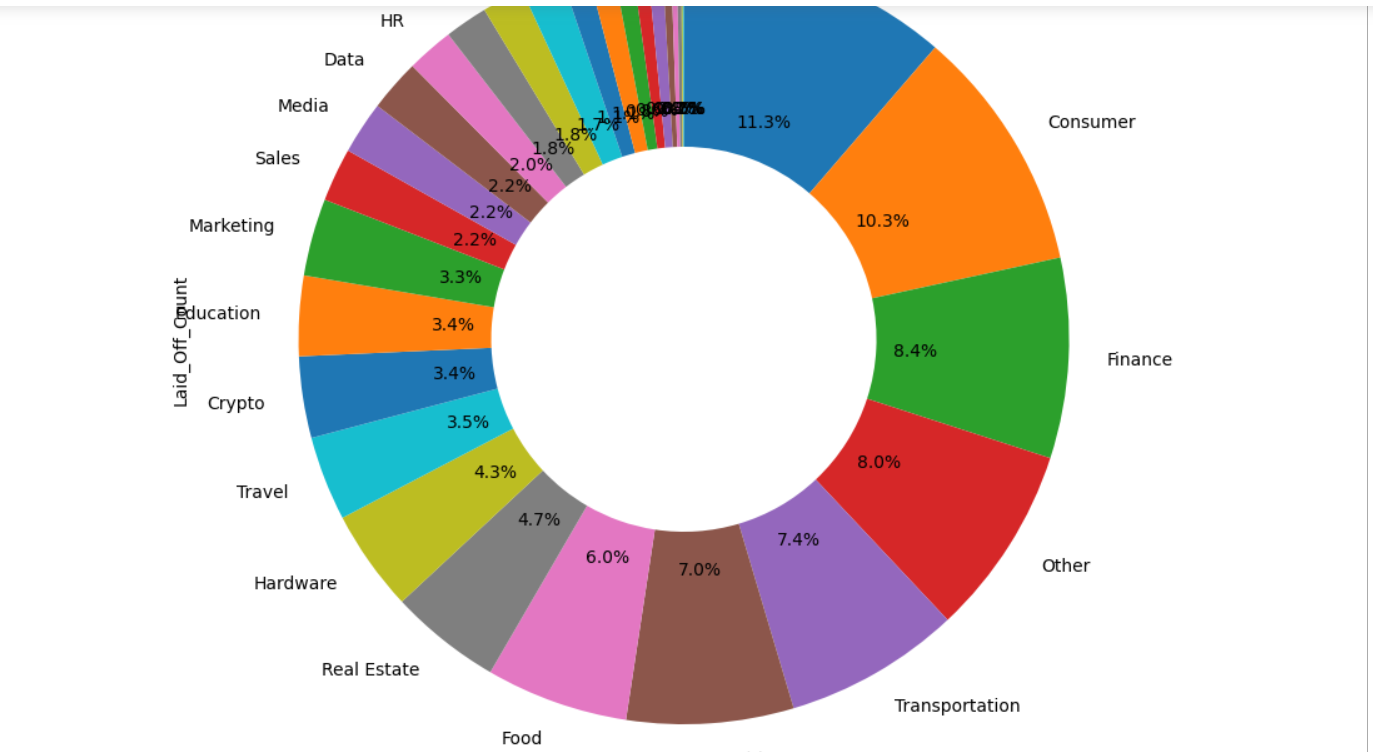 HR
Data
Media
Sales
Marketing
Education
Laid_Off_Count
Crypto
Travel
Hardware
Real Estate
Food
Transportation
Other
Finance
Consumer
11.3%
10.3%
8.4%
8.0%
7.4%
7.0%
6.0%
4.7%
4.3%
3.5%
3.4%
3.4%
3.3%
2.2%
2.2%
2.2%
2.0%
1.8%
1.8%
1.7%
1.1%